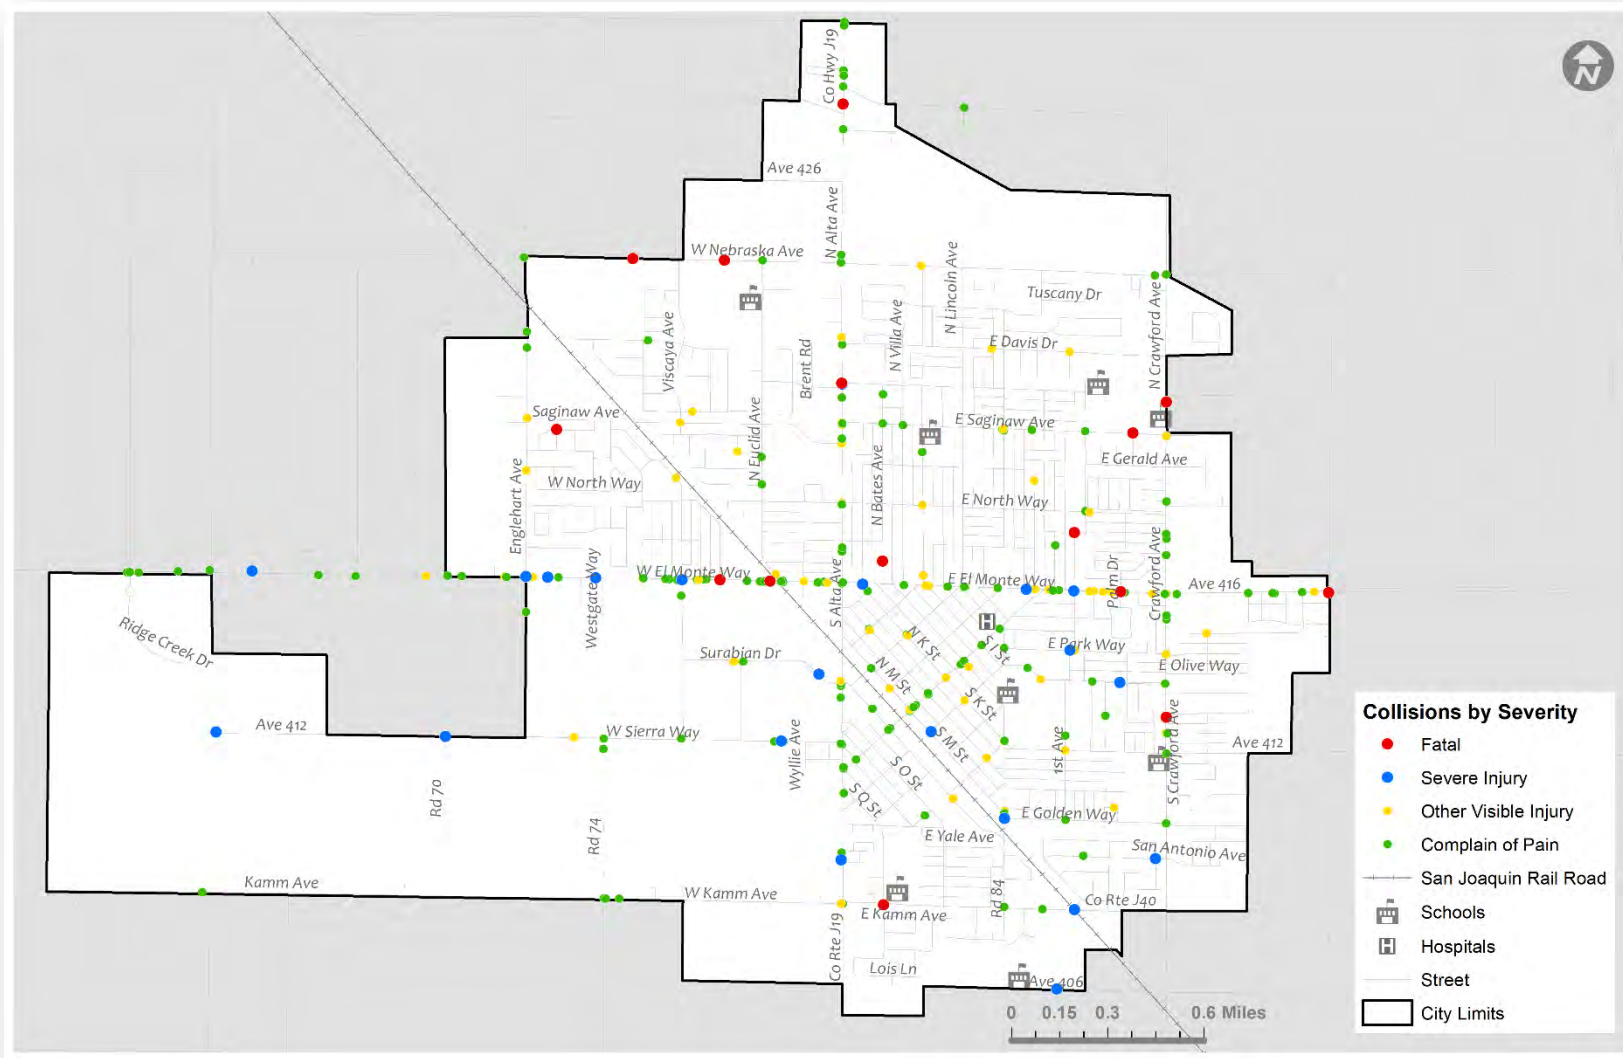 N
Co Hwy J19
Ave 426
N Alta Ave
W Nebraska Ave
N Lincoln Ave
Tuscany Dr
N Crawford Ave
Viscaya Ave
Brent Rd
N Villa Ave
E Davis Dr
Saginaw Ave
N Euclid Ave
E Saginaw Ave
E Gerald Ave
Englehart Ave
W North Way
N Bates Ave
E North Way
Westgate Way
W El Monte Way
S Alta Ave
E El Monte Way
Palm Dr
Crawford Ave
Ave 416
Ridge Creek Dr
Surabian Dr
N K St
H
S I St
E Park Way
E Olive Way
N M St
S K St
Ave 412
W Sierra Way
Wyllie Ave
S M St
1st Ave
S Crawford Ave
Ave 412
Rd 70
S O St
S Q St
Rd 74
E Yale Ave
E Golden Way
San Antonio Ave
Kamm Ave
W Kamm Ave
E Kamm Ave
Rd 84
Co Rte J40
Co Rte J19
Lois Ln
Ave 406
0 0.15 0.3 0.6 Miles
Collisions by Severity
Fatal
Severe Injury
Other Visible Injury
Complain of Pain
San Joaquin Rail Road
Schools
H Hospitals
Street
City Limits